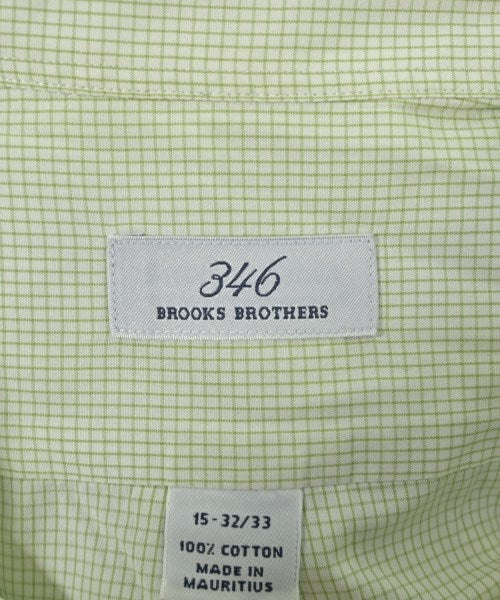 346
BROOKS BROTHERS
15-32/33
100% COTTON
MADE IN
MAURITIUS